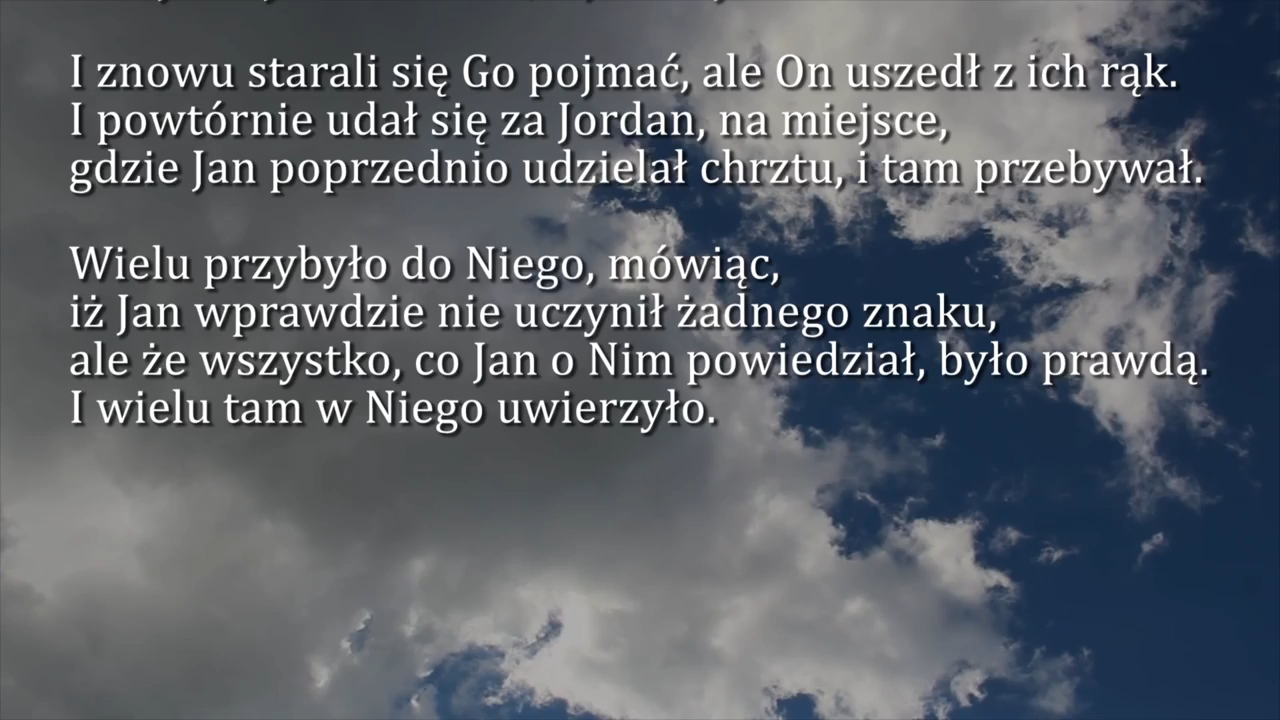 I znowu starali się Go pojmać, ale On uszedł z ich rąk.
I powtórnie udał się za Jordan, na miejsce,
gdzie Jan poprzednio udzielał chrztu, i tam przebywał.
Wielu przybyło do Niego, mówiąc,
iż Jan wprawdzie nie uczynił żadnego znaku,
ale że wszystko, co Jan o Nim powiedział, było prawdą.
I wielu tam w Niego uwierzyło.